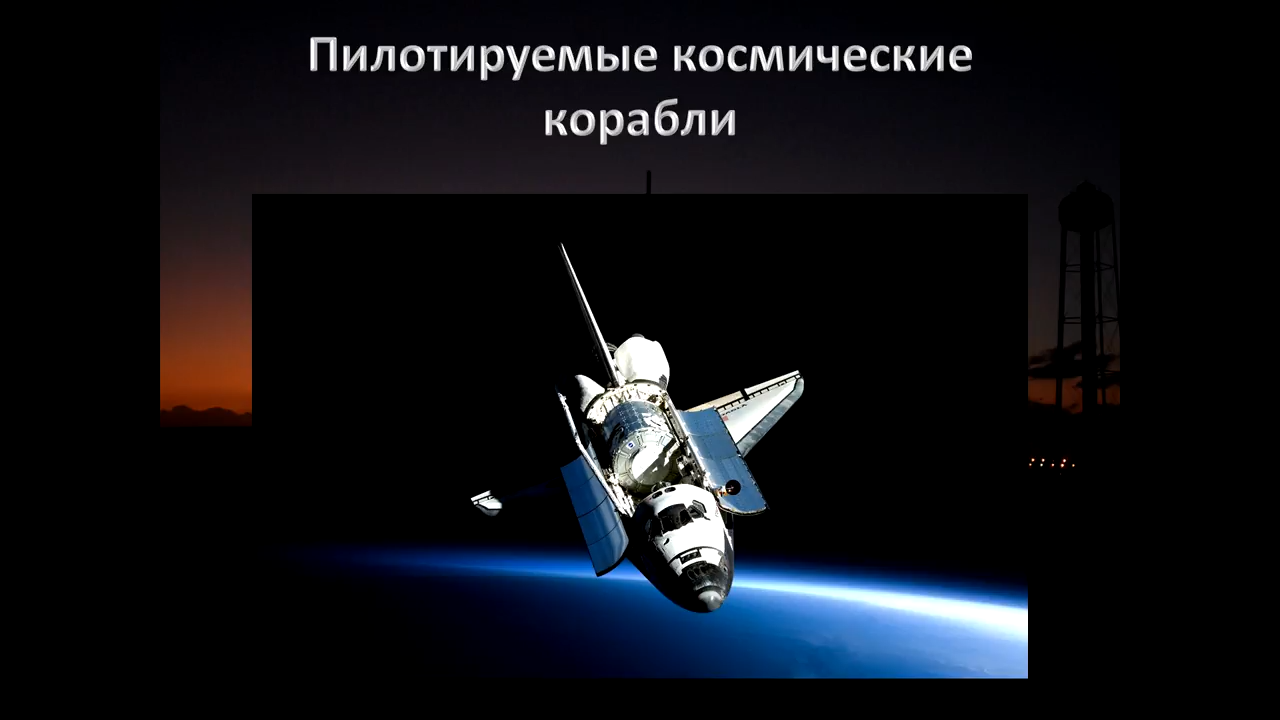 Пилотируемые космические
корабли